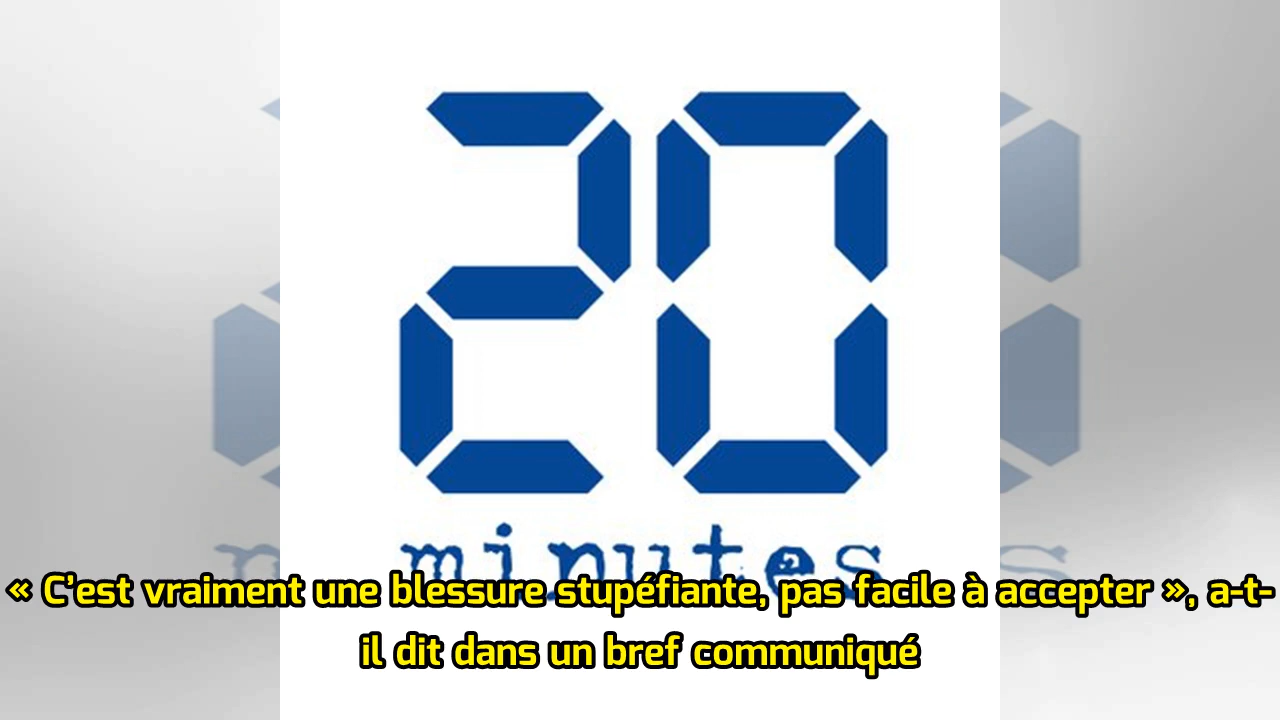 20
minutes
« C’est vraiment une blessure stupéfiante, pas facile à accepter », a-t-
il dit dans un bref communiqué